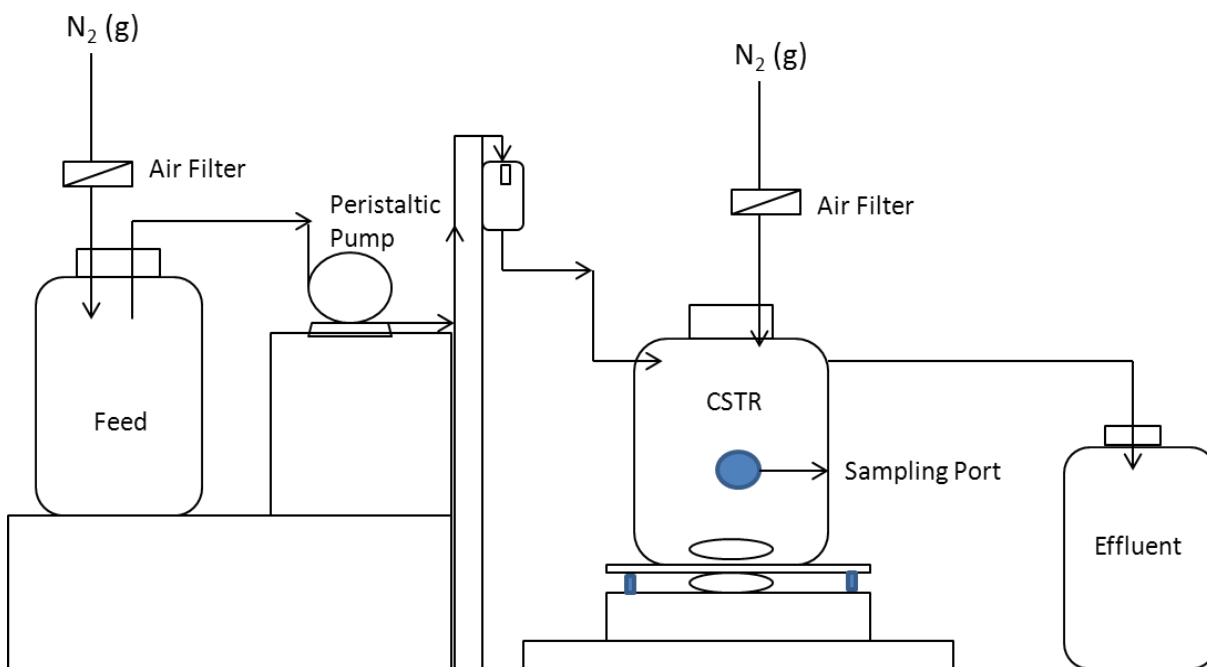 N₂ (g)
N₂ (g)
Air Filter
Peristaltic
Pump
Air Filter
Feed
CSTR
Sampling Port
Effluent